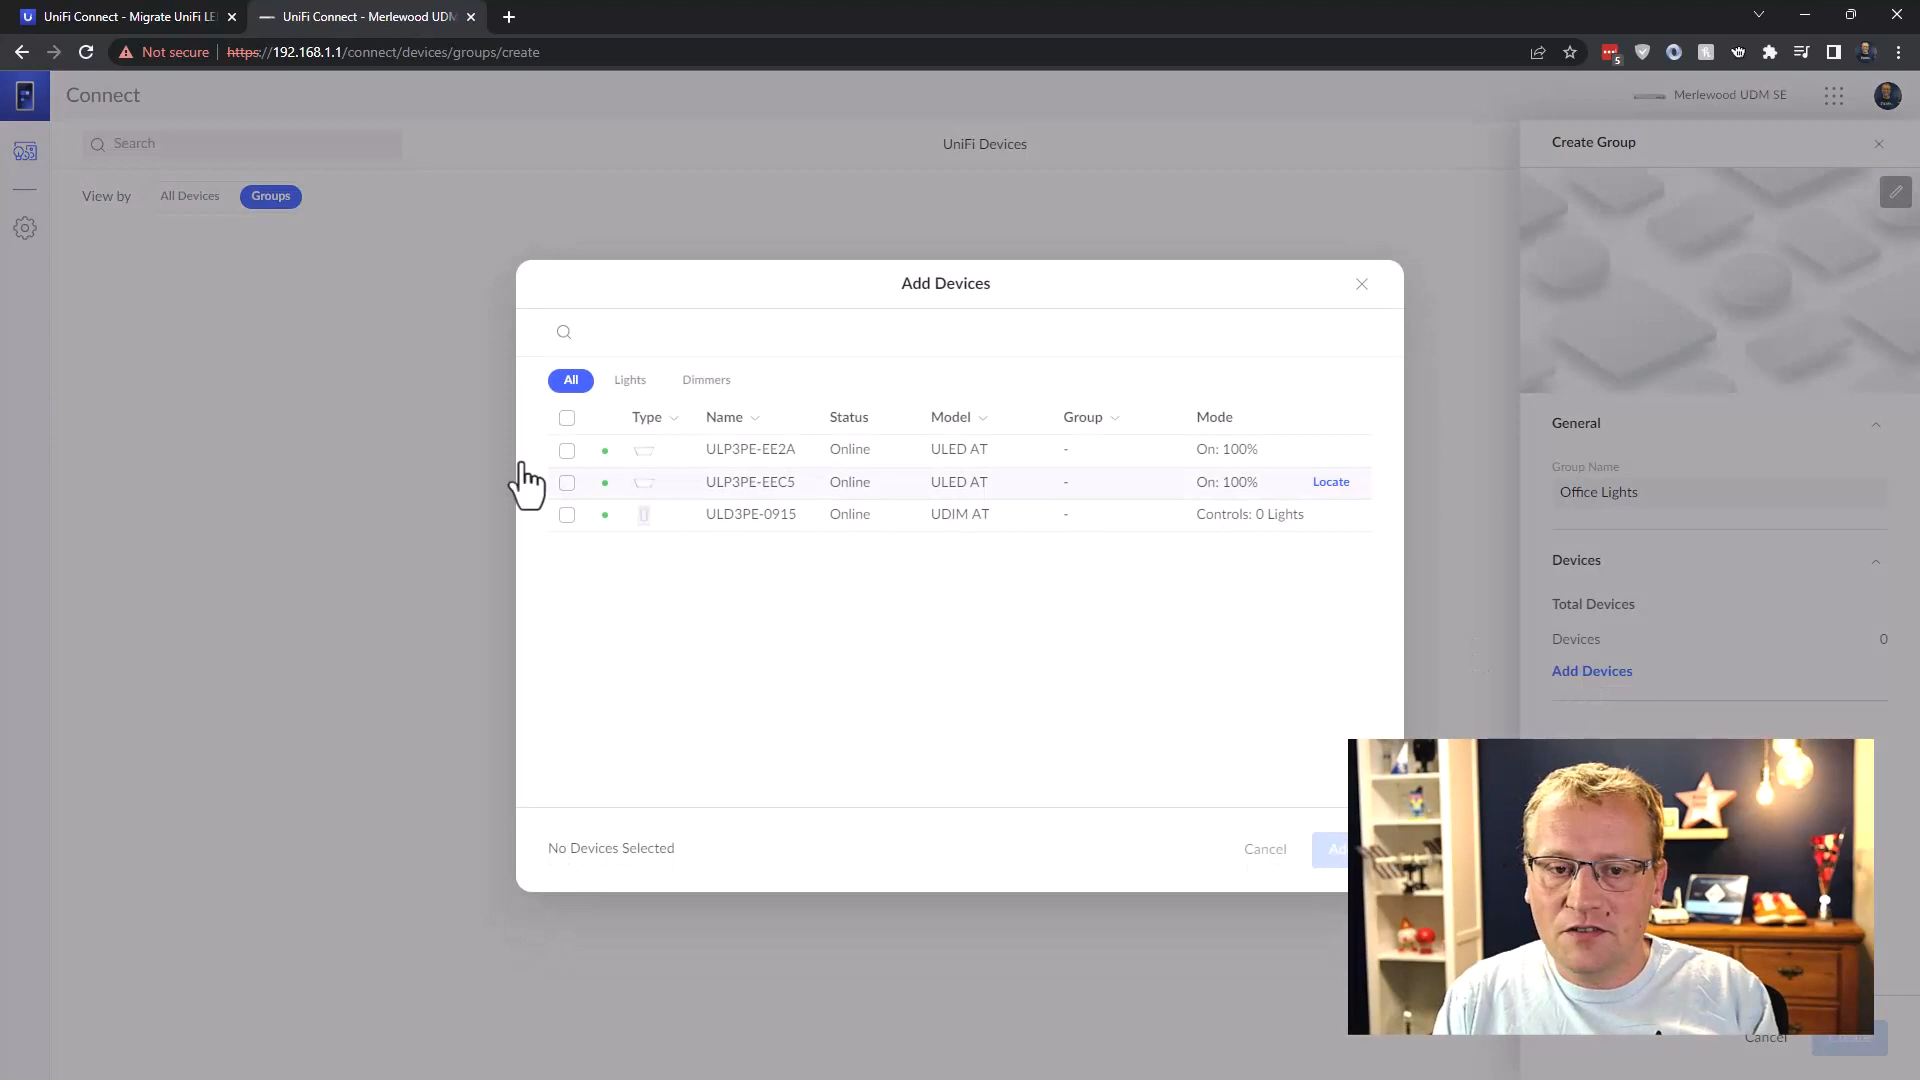 UniFi Connect - Migrate UniFi LE
UniFi Connect - Merlewood UDM
Not secure
https://192.168.1.1/connect/devices/groups/create
5
Connect
Merlewood UDM SE
Search
UniFi Devices
Create Group
View by
All Devices
Groups
Add Devices
All
Lights
Dimmers
Type
Name
Status
Model
Group
Mode
ULP3PE-EE2A Online ULED AT - On: 100%
ULP3PE-EEC5 Online ULED AT - On: 100% Locate
ULD3PE-0915 Online UDIM AT - Controls: 0 Lights
General
Group Name
Office Lights
Devices
Total Devices
Devices 0
Add Devices
No Devices Selected
Cancel
Cancel